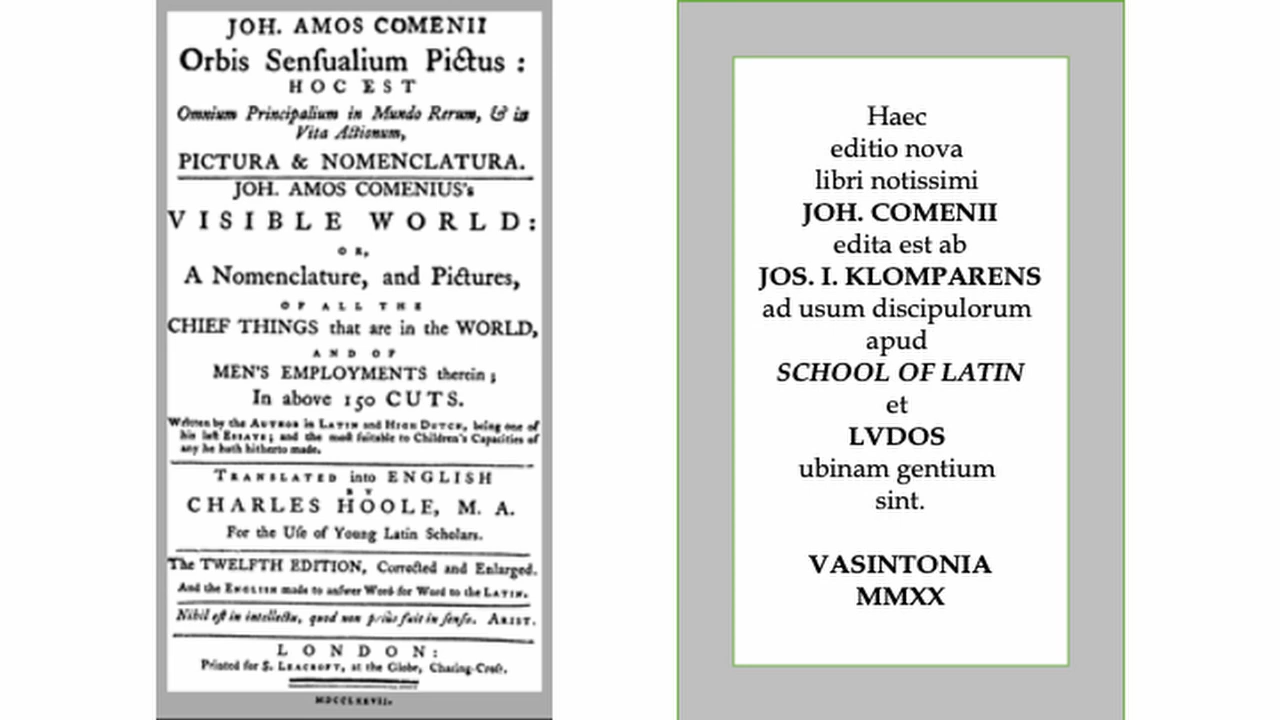 JOH. AMOS COMENII
Orbis Senſualium Pictus :
HOC EST
Omnium Principalium in Mundo Rerum, & in
Vita Actionum,
PICTURA & NOMENCLATURA.
JOH. AMOS COMENIUS's
VISIBLE WORLD:
OR,
A Nomenclature, and Pictures,
OF ALL THE
CHIEF THINGS that are in the WORLD,
AND OF
MEN'S EMPLOYMENTS therein ;
In above 150 CUTS.
Written by the AUTHOR in LATIN and HIGH DUTCH, being one of
his laſt ESSAYS; and the moſt ſuitable to Children's Capacities of
any he hath hitherto made.
TRANSLATED into ENGLISH
BY
CHARLES HOOLE, M. A.
For the Uſe of Young Latin Scholars.
The TWELFTH EDITION, Corrected and Enlarged.
And the ENGLISH made to anſwer Word for Word to the LATIN.
Nihil eſt in intellectu, quod non priùs fuit in ſenſu. ARIST.
LONDON:
Printed for S. LEACROFT, at the Globe, Charing-Croſs.
MDCCLXXVII.
Haec
editio nova
libri notissimi
JOH. COMENII
edita est ab
JOS. I. KLOMPARENS
ad usum discipulorum
apud
SCHOOL OF LATIN
et
LVDOS
ubinam gentium
sint.
VASINTONIA
MMXX